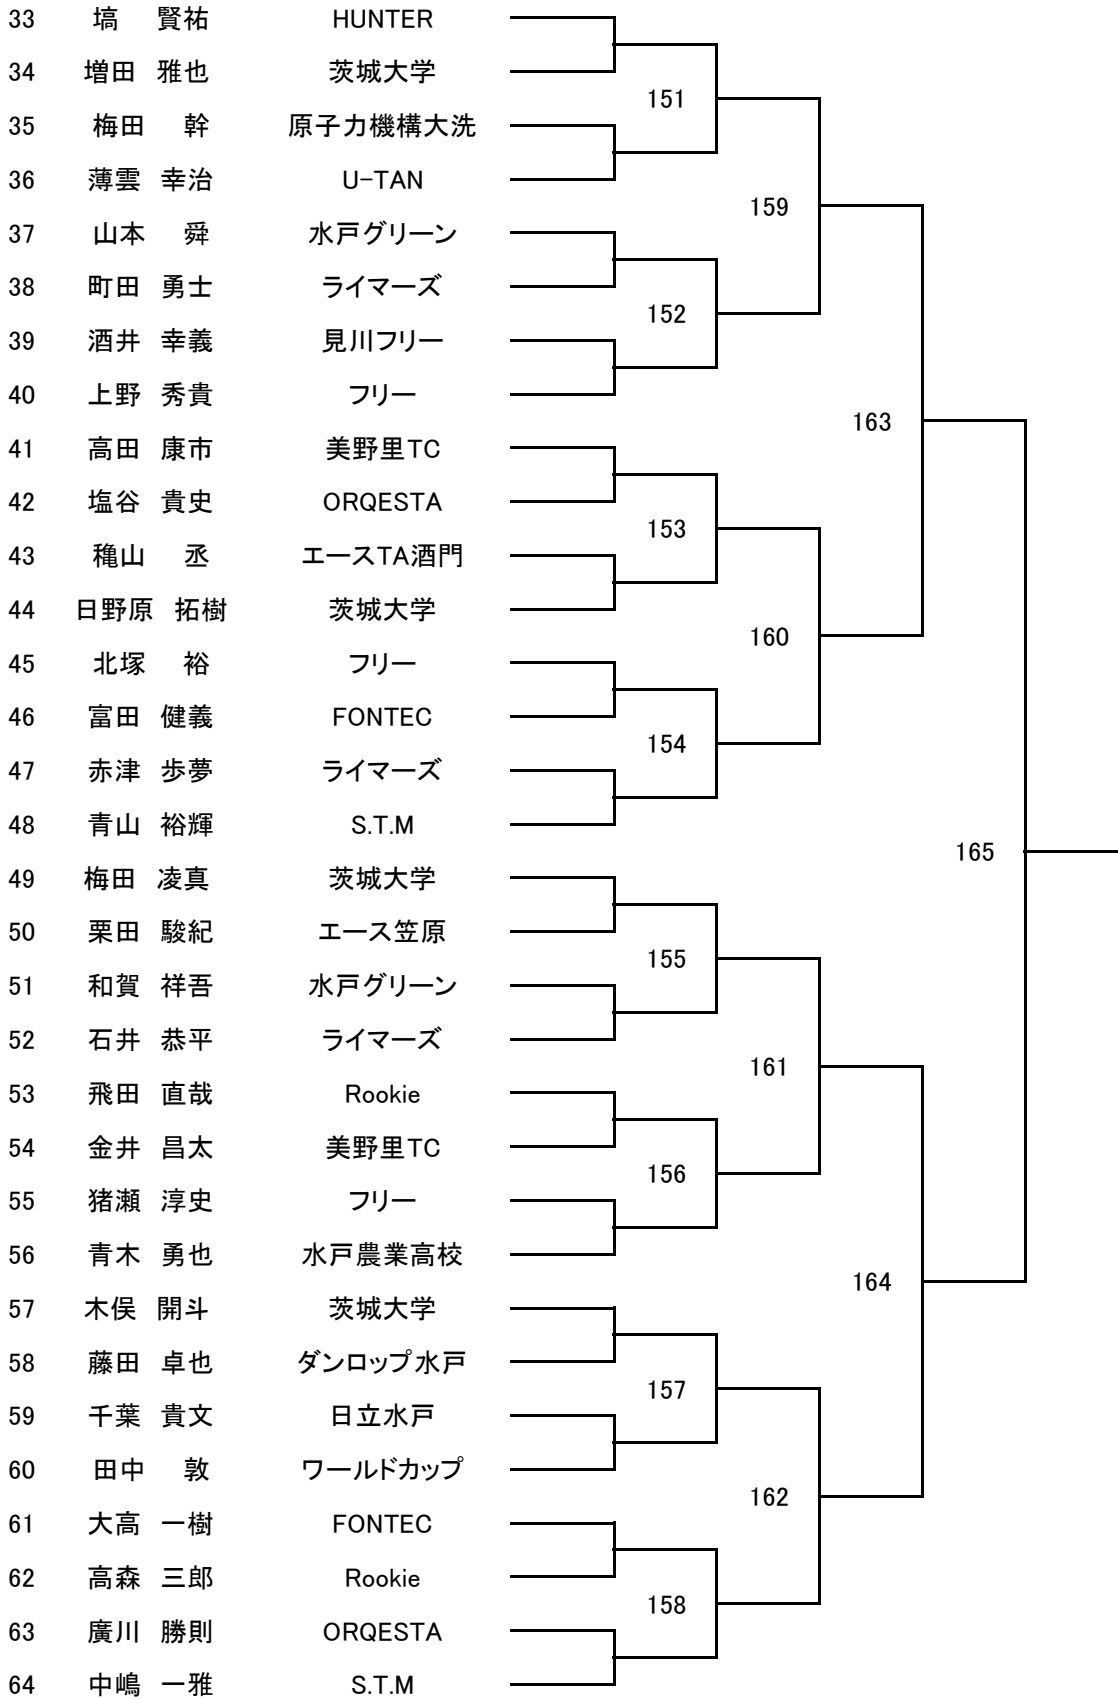 33 塙 賢祐 HUNTER
34 増田 雅也 茨城大学
151
35 梅田 幹 原子力機構大洗
36 薄雲 幸治 U-TAN
159
37 山本 舜 水戸グリーン
38 町田 勇士 ライマーズ
152
39 酒井 幸義 見川フリー
40 上野 秀貴 フリー
163
41 高田 康市 美野里TC
42 塩谷 貴史 ORQESTA
153
43 穐山 丞 エースTA酒門
44 日野原 拓樹 茨城大学
160
45 北塚 裕 フリー
46 富田 健義 FONTEC
154
47 赤津 歩夢 ライマーズ
48 青山 裕輝 S.T.M
165
49 梅田 凌真 茨城大学
50 栗田 駿紀 エース笠原
155
51 和賀 祥吾 水戸グリーン
52 石井 恭平 ライマーズ
161
53 飛田 直哉 Rookie
54 金井 昌太 美野里TC
156
55 猪瀬 淳史 フリー
56 青木 勇也 水戸農業高校
164
57 木俣 開斗 茨城大学
58 藤田 卓也 ダンロップ水戸
157
59 千葉 貴文 日立水戸
60 田中 敦 ワールドカップ
162
61 大高 一樹 FONTEC
62 高森 三郎 Rookie
158
63 廣川 勝則 ORQESTA
64 中嶋 一雅 S.T.M